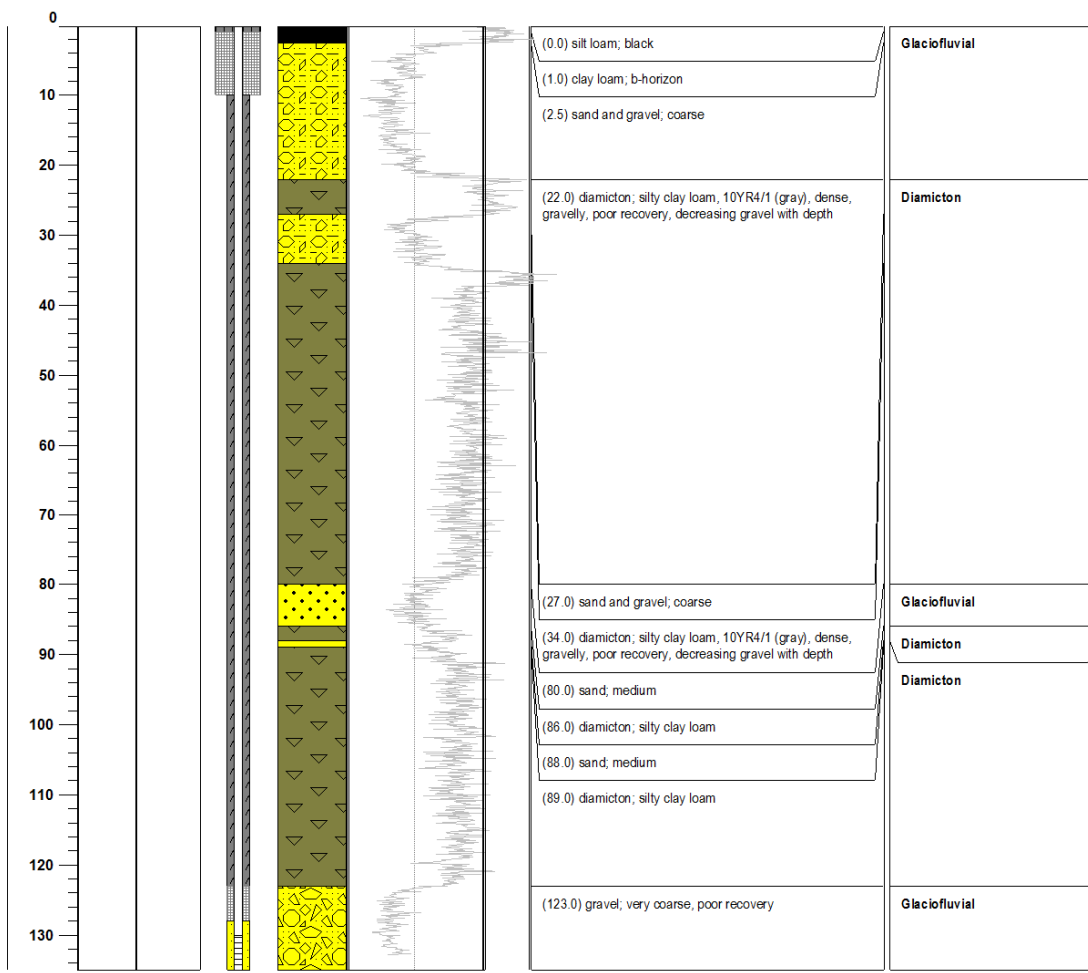 0
10
20
30
40
50
60
70
80
90
100
110
120
130
(0.0) silt loam; black
(1.0) clay loam; b-horizon
(2.5) sand and gravel; coarse
(22.0) diamicton; silty clay loam, 10YR4/1 (gray), dense,
gravelly, poor recovery, decreasing gravel with depth
(27.0) sand and gravel; coarse
(34.0) diamicton; silty clay loam, 10YR4/1 (gray), dense,
gravelly, poor recovery, decreasing gravel with depth
(80.0) sand; medium
(86.0) diamicton; silty clay loam
(88.0) sand; medium
(89.0) diamicton; silty clay loam
(123.0) gravel; very coarse, poor recovery
Glaciofluvial
Diamicton
Glaciofluvial
Diamicton
Diamicton
Glaciofluvial